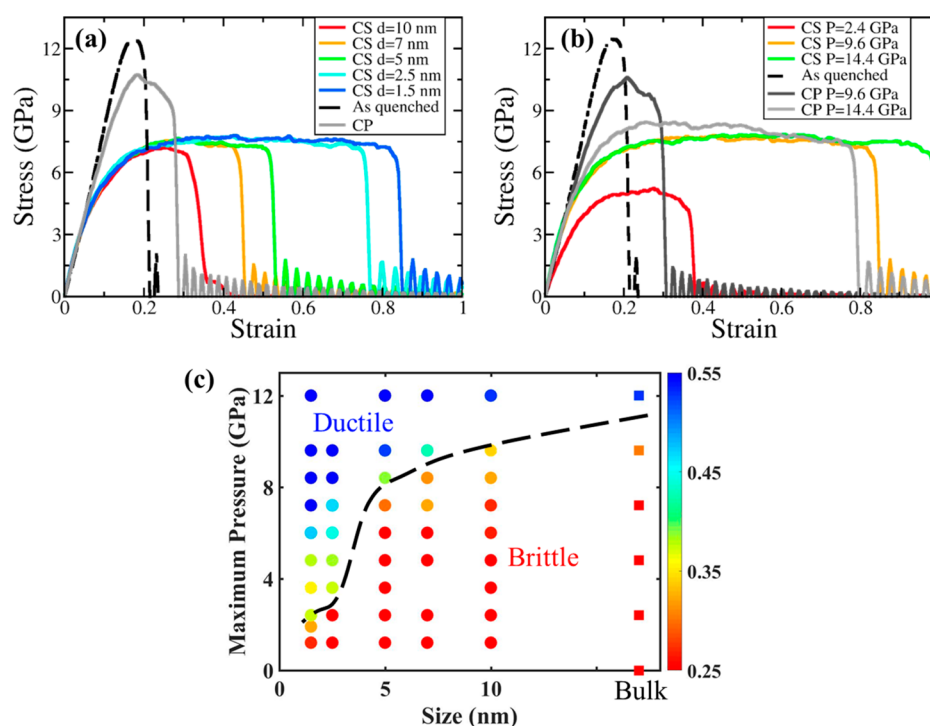 (a)
CS d=10 nm
CS d=7 nm
CS d=5 nm
CS d=2.5 nm
CS d=1.5 nm
As quenched
CP
12
9
6
3
0
Stress (GPa)
0 0.2 0.4 0.6 0.8 1
Strain
(b)
CS P=2.4 GPa
CS P=9.6 GPa
CS P=14.4 GPa
As quenched
CP P=9.6 GPa
CP P=14.4 GPa
12
9
6
3
0
Stress (GPa)
0 0.2 0.4 0.6 0.8
Strain
(c)
Ductile
Brittle
12
8
4
0
Maximum Pressure (GPa)
0 5 10 Bulk
Size (nm)
0.55
0.45
0.35
0.25